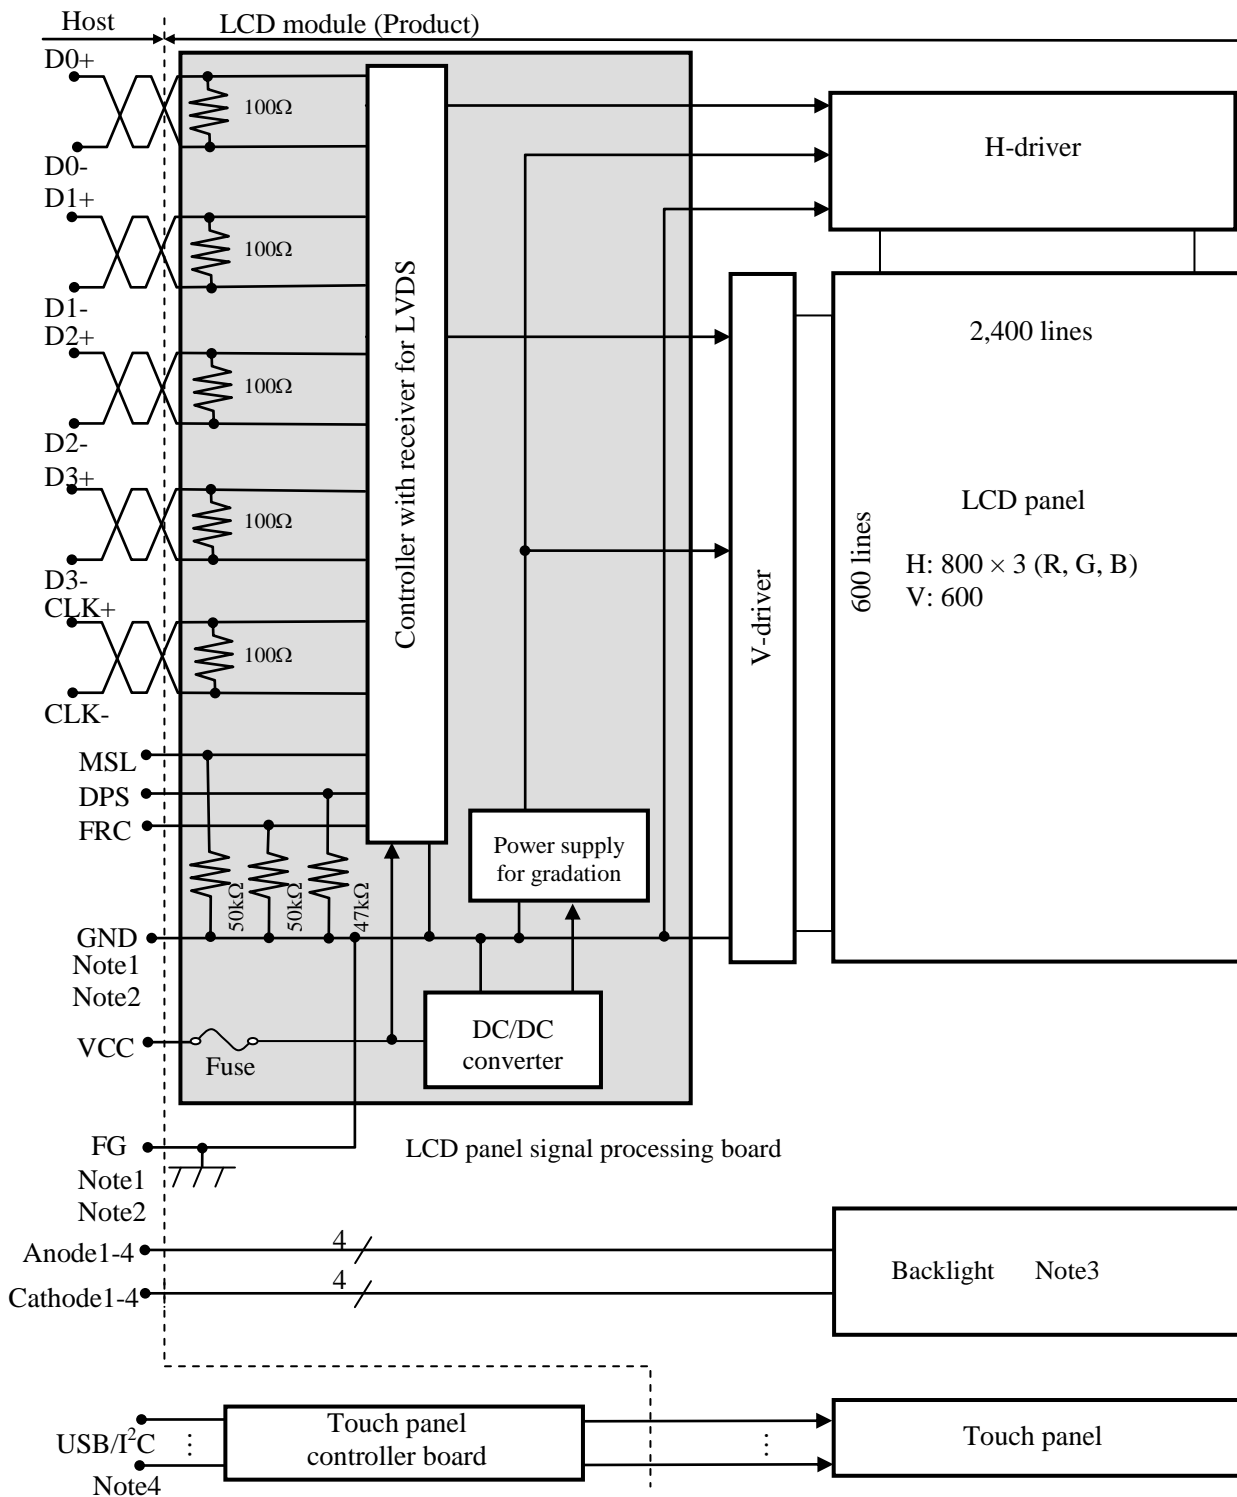 Host
LCD module (Product)
D0+
100Ω
D0-
D1+
100Ω
D1-
D2+
100Ω
D2-
D3+
100Ω
D3-
CLK+
100Ω
CLK-
MSL
DPS
FRC
50kΩ
50kΩ
47kΩ
GND
Note1
Note2
VCC
Fuse
FG
Note1
Note2
Controller with receiver for LVDS
Power supply
for gradation
DC/DC
converter
LCD panel signal processing board
H-driver
V-driver
2,400 lines
600 lines
LCD panel
H: 800 × 3 (R, G, B)
V: 600
Anode1-4
4
Cathode1-4
4
Backlight Note3
USB/I²C
Note4
⋮
Touch panel
controller board
⋮
Touch panel